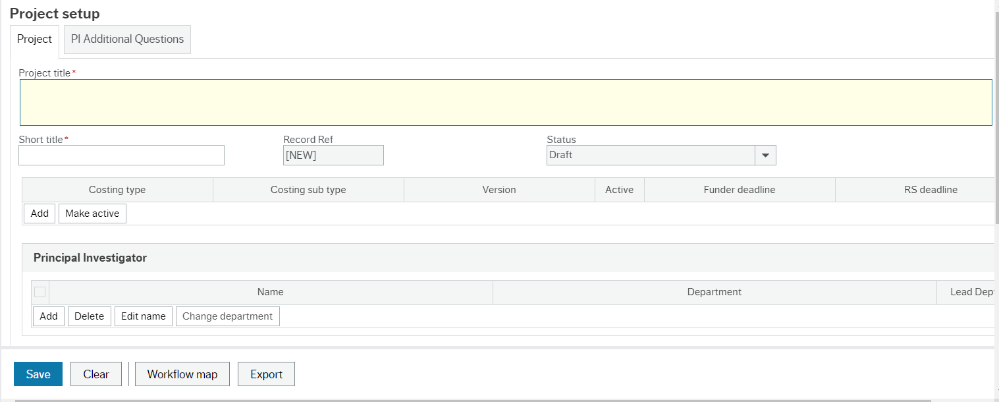 Project setup
Project PI Additional Questions
Project title*
Short title* Record Ref Status
[NEW] Draft
Costing type Costing sub type Version Active Funder deadline RS deadline
Add Make active
Principal Investigator
Name Department Lead Dep
Add Delete Edit name Change department
Save Clear Workflow map Export